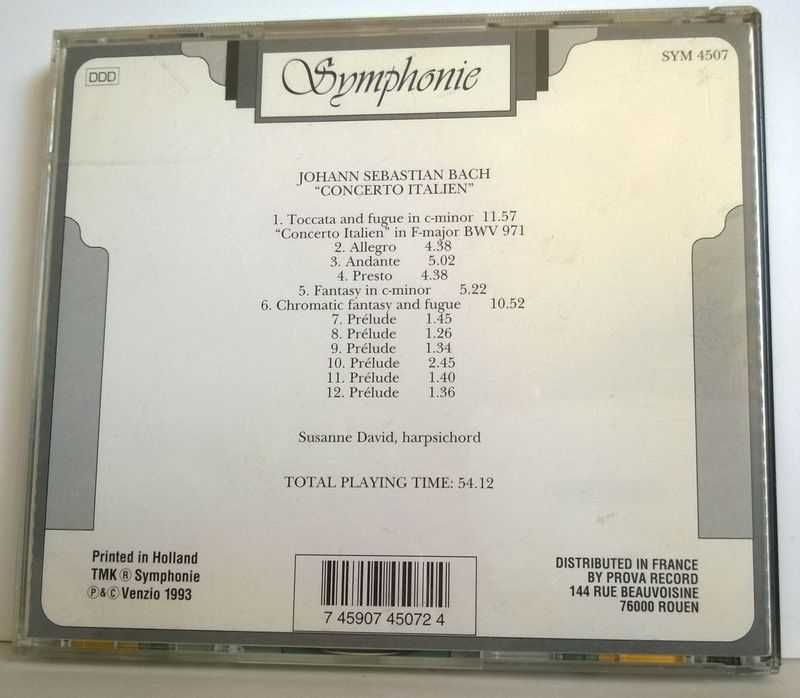 DDD
Symphonie
SYM 4507
JOHANN SEBASTIAN BACH
"CONCERTO ITALIEN"
1. Toccata and fugue in c-minor 11.57
"Concerto Italien" in F-major BWV 971
2. Allegro 4.38
3. Andante 5.02
4. Presto 4.38
5. Fantasy in c-minor 5.22
6. Chromatic fantasy and fugue 10.52
7. Prélude 1.45
8. Prélude 1.26
9. Prélude 1.34
10. Prélude 2.45
11. Prélude 1.40
12. Prélude 1.36
Susanne David, harpsichord
TOTAL PLAYING TIME: 54.12
Printed in Holland
TMK ® Symphonie
℗&© Venzio 1993
7 45907 45072 4
DISTRIBUTED IN FRANCE
BY PROVA RECORD
144 RUE BEAUVOISINE
76000 ROUEN